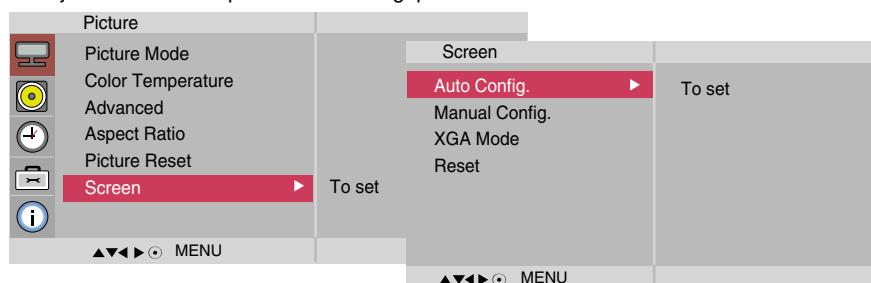 Picture
Picture Mode
Color Temperature
Advanced
Aspect Ratio
Picture Reset
Screen ▶ To set
▲▼◀ ▶ ⊙ MENU
Screen
Auto Config. ▶ To set
Manual Config.
XGA Mode
Reset
▲▼◀ ▶ ⊙ MENU